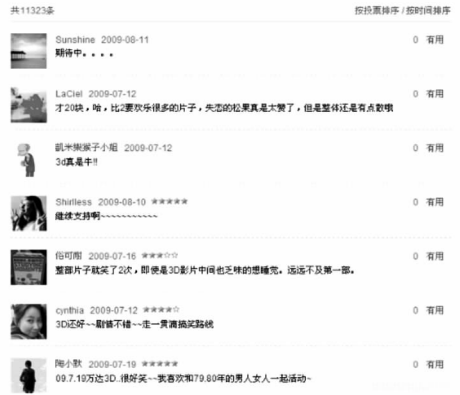 共11323条 按投票排序 / 按时间排序
Sunshine 2009-08-11 0 有用
期待中。。。。
LaCiel 2009-07-12 0 有用
才20块，哈，比2要欢乐很多的片子，失恋的松果真是太赞了，但是整体还是有点散哦
凯米猴子小姐 2009-07-12 0 有用
3d真是牛!!
Shirlless 2009-08-10 ★★★★★ 0 有用
继续支持啊~~~~~~~~~~~
俗可耐 2009-07-16 ★★★☆☆ 0 有用
整部片子就笑了2次，即使是3D影片中间也乏味的想睡觉。远远不及第一部。
cynthia 2009-07-12 ★★★★☆ 0 有用
3D还好~~剧情不错~~走一贯滴搞笑路线
陶小默 2009-07-19 ★★★★★ 0 有用
09.7.19万达3D..很好笑~~我喜欢和79.80年的男人女人一起活动~